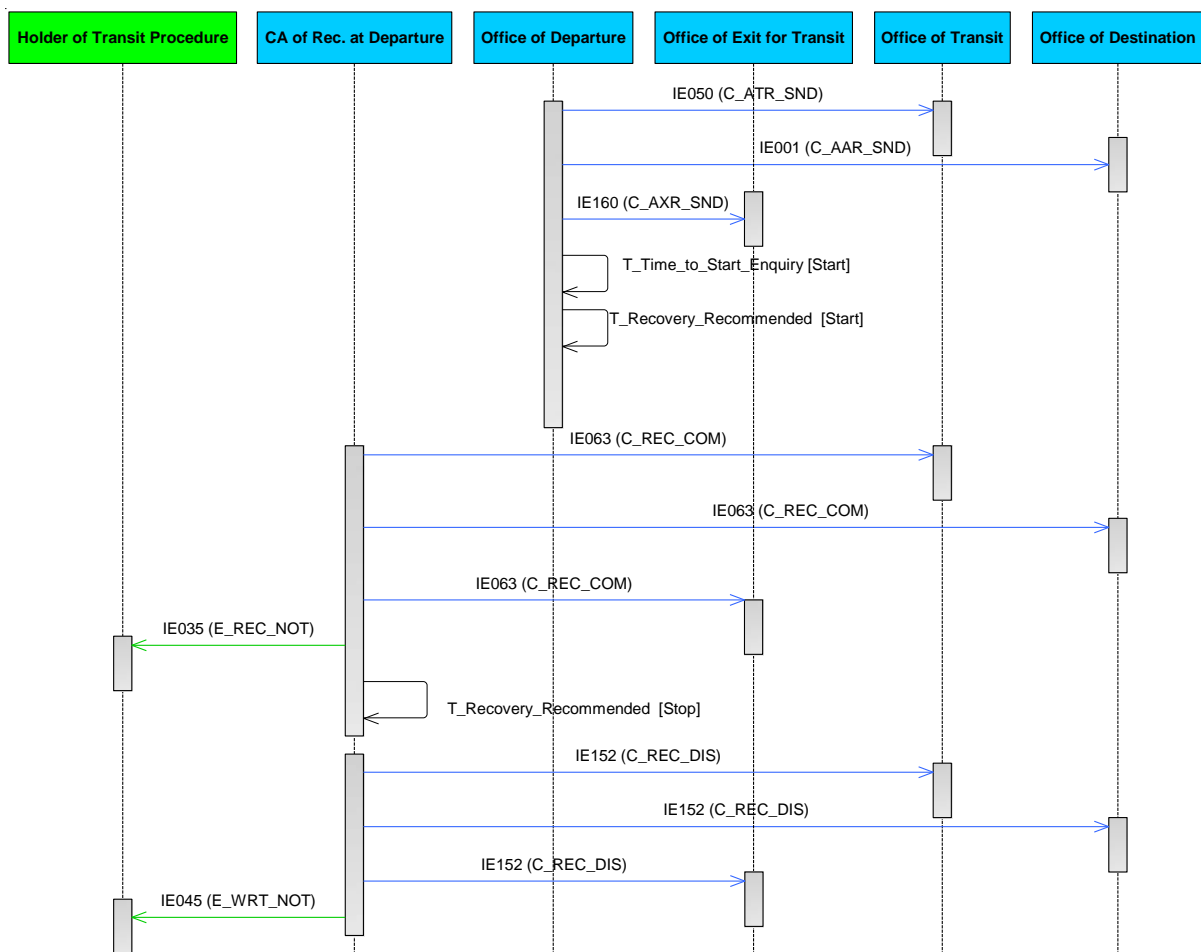 Holder of Transit Procedure
CA of Rec. at Departure
Office of Departure
Office of Exit for Transit
Office of Transit
Office of Destination
IE050 (C_ATR_SND)
IE001 (C_AAR_SND)
IE160 (C_AXR_SND)
T_Time_to_Start_Enquiry [Start]
T_Recovery_Recommended [Start]
IE063 (C_REC_COM)
IE063 (C_REC_COM)
IE063 (C_REC_COM)
IE035 (E_REC_NOT)
T_Recovery_Recommended [Stop]
IE152 (C_REC_DIS)
IE152 (C_REC_DIS)
IE152 (C_REC_DIS)
IE045 (E_WRT_NOT)